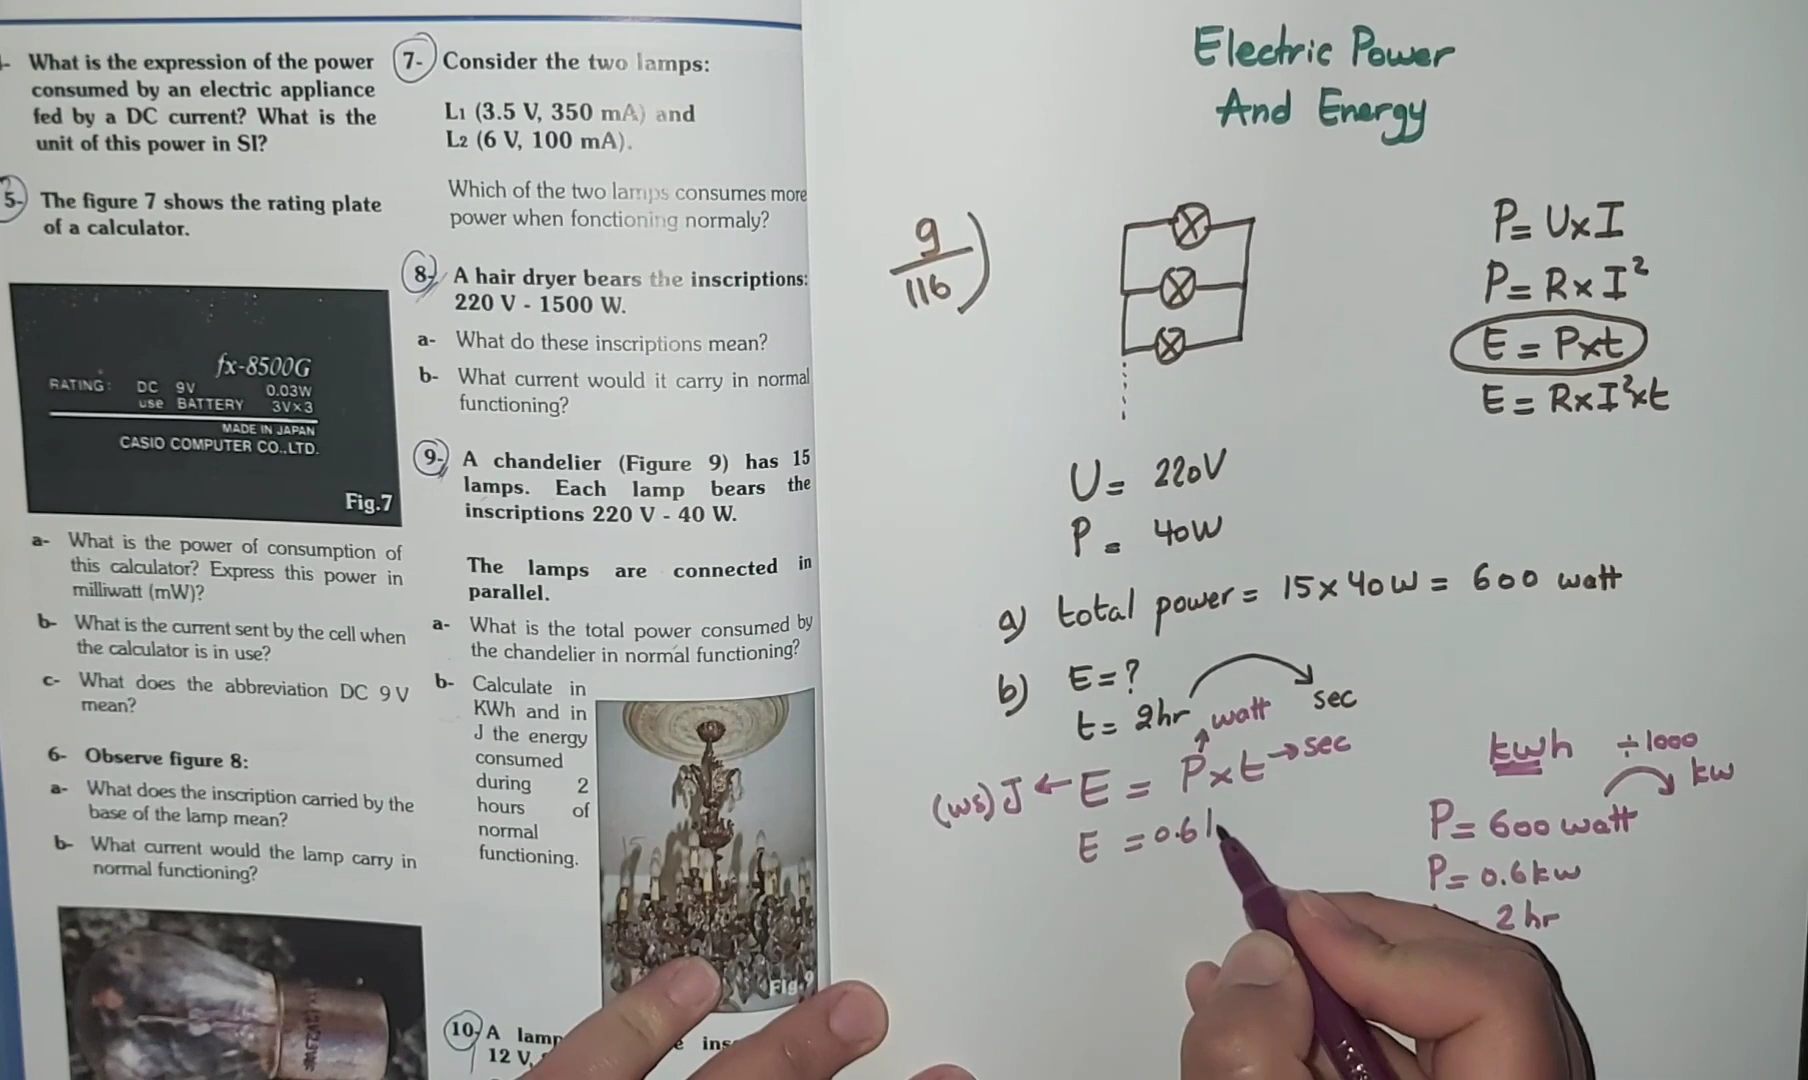 What is the expression of the power
consumed by an electric appliance
fed by a DC current? What is the
unit of this power in SI?
5- The figure 7 shows the rating plate
of a calculator.
fx-8500G
RATING: DC 9V 0.03W
use BATTERY 3V×3
MADE IN JAPAN
CASIO COMPUTER CO.,LTD.
Fig.7
a- What is the power of consumption of
this calculator? Express this power in
milliwatt (mW)?
b- What is the current sent by the cell when
the calculator is in use?
c- What does the abbreviation DC 9 V
mean?
6- Observe figure 8:
a- What does the inscription carried by the
base of the lamp mean?
b- What current would the lamp carry in
normal functioning?
7- Consider the two lamps:
L1 (3.5 V, 350 mA) and
L2 (6 V, 100 mA).
Which of the two lamps consumes more
power when fonctioning normaly?
8- A hair dryer bears the inscriptions:
220 V - 1500 W.
a- What do these inscriptions mean?
b- What current would it carry in normal
functioning?
9- A chandelier (Figure 9) has 15
lamps. Each lamp bears the
inscriptions 220 V - 40 W.
The lamps are connected in
parallel.
a- What is the total power consumed by
the chandelier in normal functioning?
b- Calculate in
KWh and in
J the energy
consumed
during 2
hours of
normal
functioning.
Fig.
10- A lamp
12 V,
Electric Power
And Energy
9/116)
P= U×I
P= R×I²
E = P×t
E = R×I²×t
U= 220V
P = 40W
a) total power = 15×40W = 600 watt
b) E=?
t= 2hr sec
watt
(ws) J ← E = P×t → sec
E =0.6
kwh ÷1000
kw
P= 600 watt
P= 0.6kw
2hr